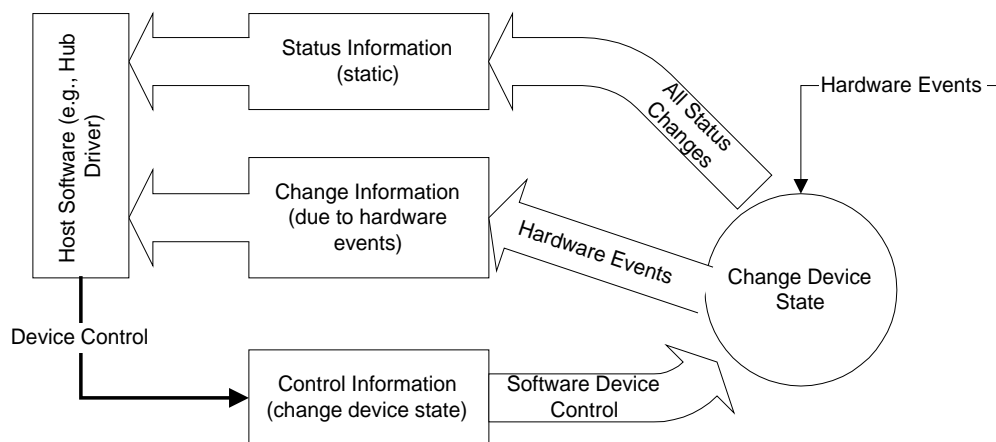 Host Software (e.g., Hub
Driver)
Status Information
(static)
All Status
Changes
Hardware Events
Change Information
(due to hardware
events)
Hardware Events
Change Device
State
Device Control
Control Information
(change device state)
Software Device
Control